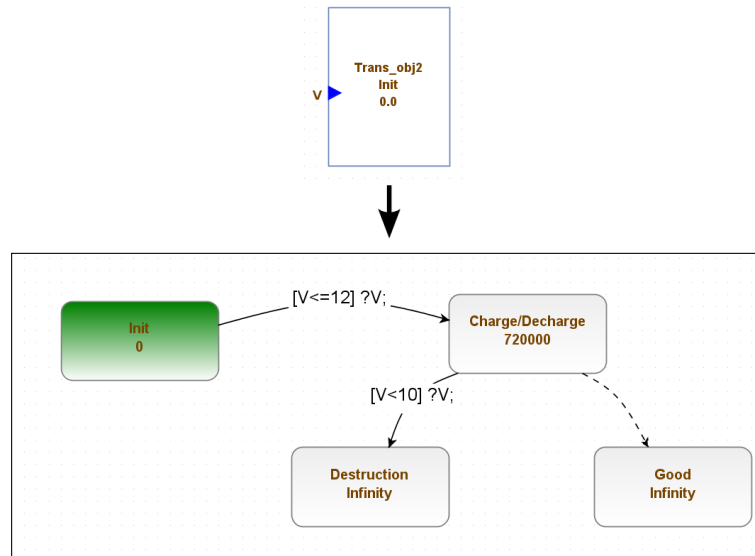 Trans_obj2
Init
0.0
V
[V<=12] ?V;
Init
0
Charge/Decharge
720000
[V<10] ?V;
Destruction
Infinity
Good
Infinity